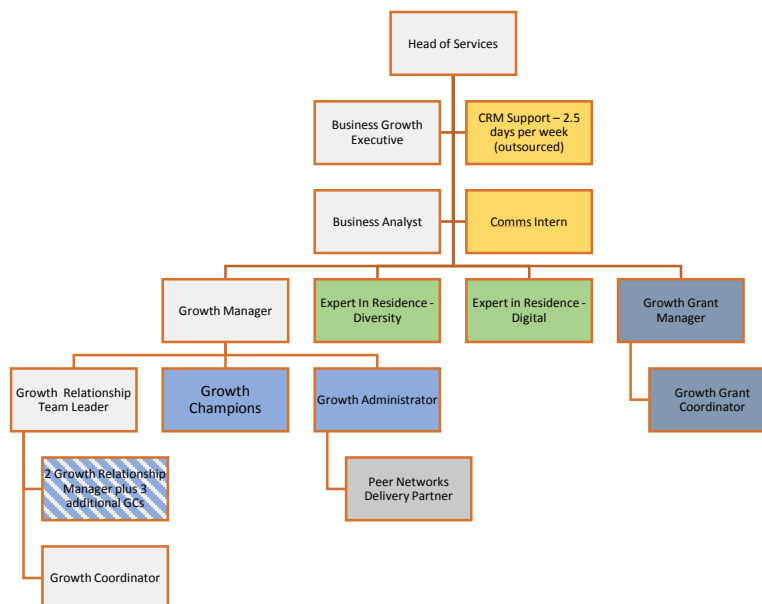 Head of Services
Business Growth
Executive
CRM Support – 2.5
days per week
(outsourced)
Business Analyst
Comms Intern
Growth Manager
Expert In Residence -
Diversity
Expert in Residence -
Digital
Growth Grant
Manager
Growth Relationship
Team Leader
Growth
Champions
Growth Administrator
Growth Grant
Coordinator
2 Growth Relationship
Manager plus 3
additional GCs
Peer Networks
Delivery Partner
Growth Coordinator